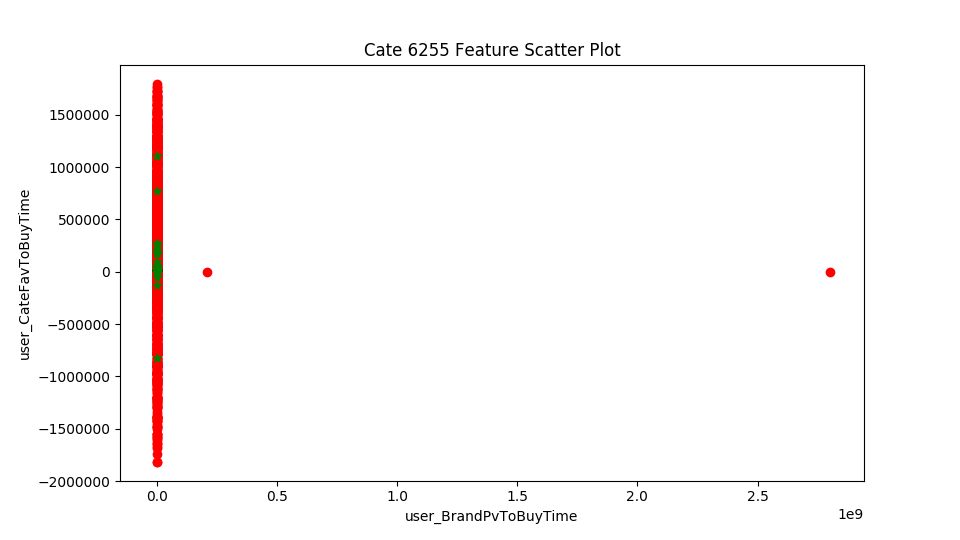 Cate 6255 Feature Scatter Plot
1500000
1000000
500000
0
−500000
−1000000
−1500000
−2000000
user_CateFavToBuyTime
0.0 0.5 1.0 1.5 2.0 2.5
1e9
user_BrandPvToBuyTime